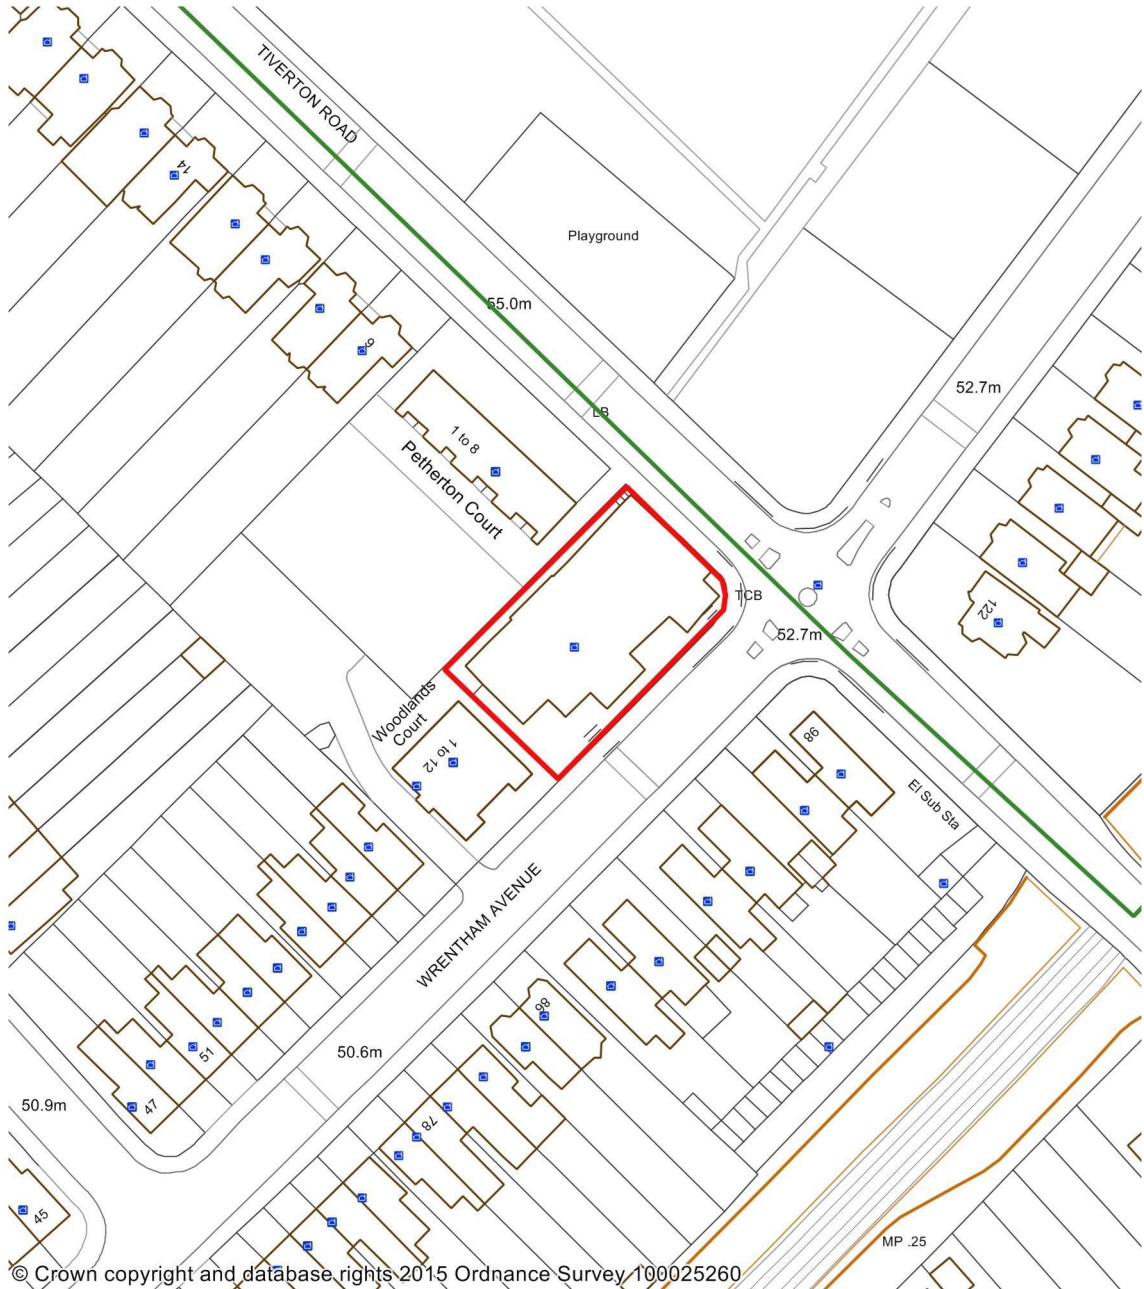 TIVERTON ROAD
14
Playground
55.0m
9
52.7m
LB
1 to 8
Petherton Court
TCB
122
52.7m
Woodlands
Court
1 to 12
98
El Sub Sta
WRENTHAM AVENUE
86
51
50.6m
47
50.9m
78
45
MP .25
© Crown copyright and database rights 2015 Ordnance Survey 100025260